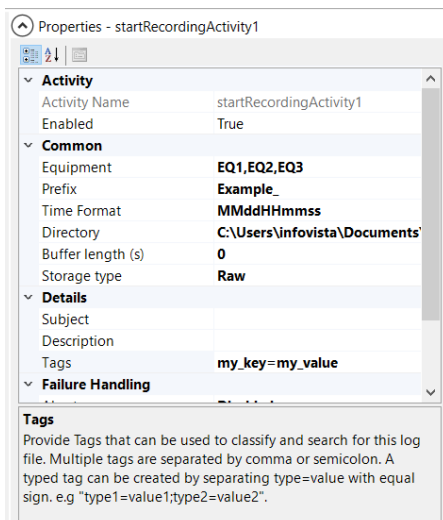 Properties - startRecordingActivity1
Activity
Activity Name startRecordingActivity1
Enabled True
Common
Equipment EQ1,EQ2,EQ3
Prefix Example_
Time Format MMddHHmmss
Directory C:\Users\infovista\Documents\
Buffer length (s) 0
Storage type Raw
Details
Subject
Description
Tags my_key=my_value
Failure Handling
Tags
Provide Tags that can be used to classify and search for this log
file. Multiple tags are separated by comma or semicolon. A
typed tag can be created by separating type=value with equal
sign. e.g "type1=value1;type2=value2".